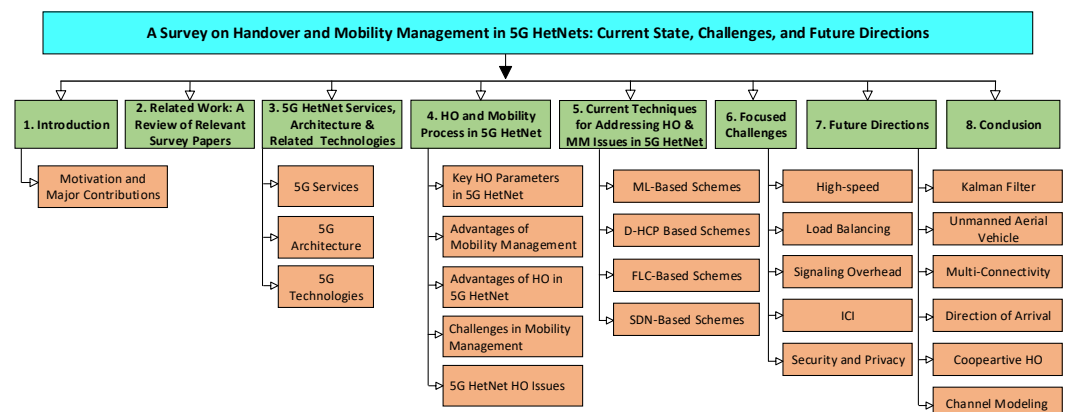 A Survey on Handover and Mobility Management in 5G HetNets: Current State, Challenges, and Future Directions
1. Introduction
2. Related Work: A
Review of Relevant
Survey Papers
3. 5G HetNet Services,
Architecture &
Related Technologies
4. HO and Mobility
Process in 5G HetNet
5. Current Techniques
for Addressing HO &
MM Issues in 5G HetNet
6. Focused
Challenges
7. Future Directions
8. Conclusion
Motivation and
Major Contributions
5G Services
5G
Architecture
5G
Technologies
Key HO Parameters
in 5G HetNet
Advantages of
Mobility Management
Advantages of HO in
5G HetNet
Challenges in Mobility
Management
5G HetNet HO Issues
ML-Based Schemes
D-HCP Based Schemes
FLC-Based Schemes
SDN-Based Schemes
High-speed
Load Balancing
Signaling Overhead
ICI
Security and Privacy
Kalman Filter
Unmanned Aerial
Vehicle
Multi-Connectivity
Direction of Arrival
Coopeartive HO
Channel Modeling